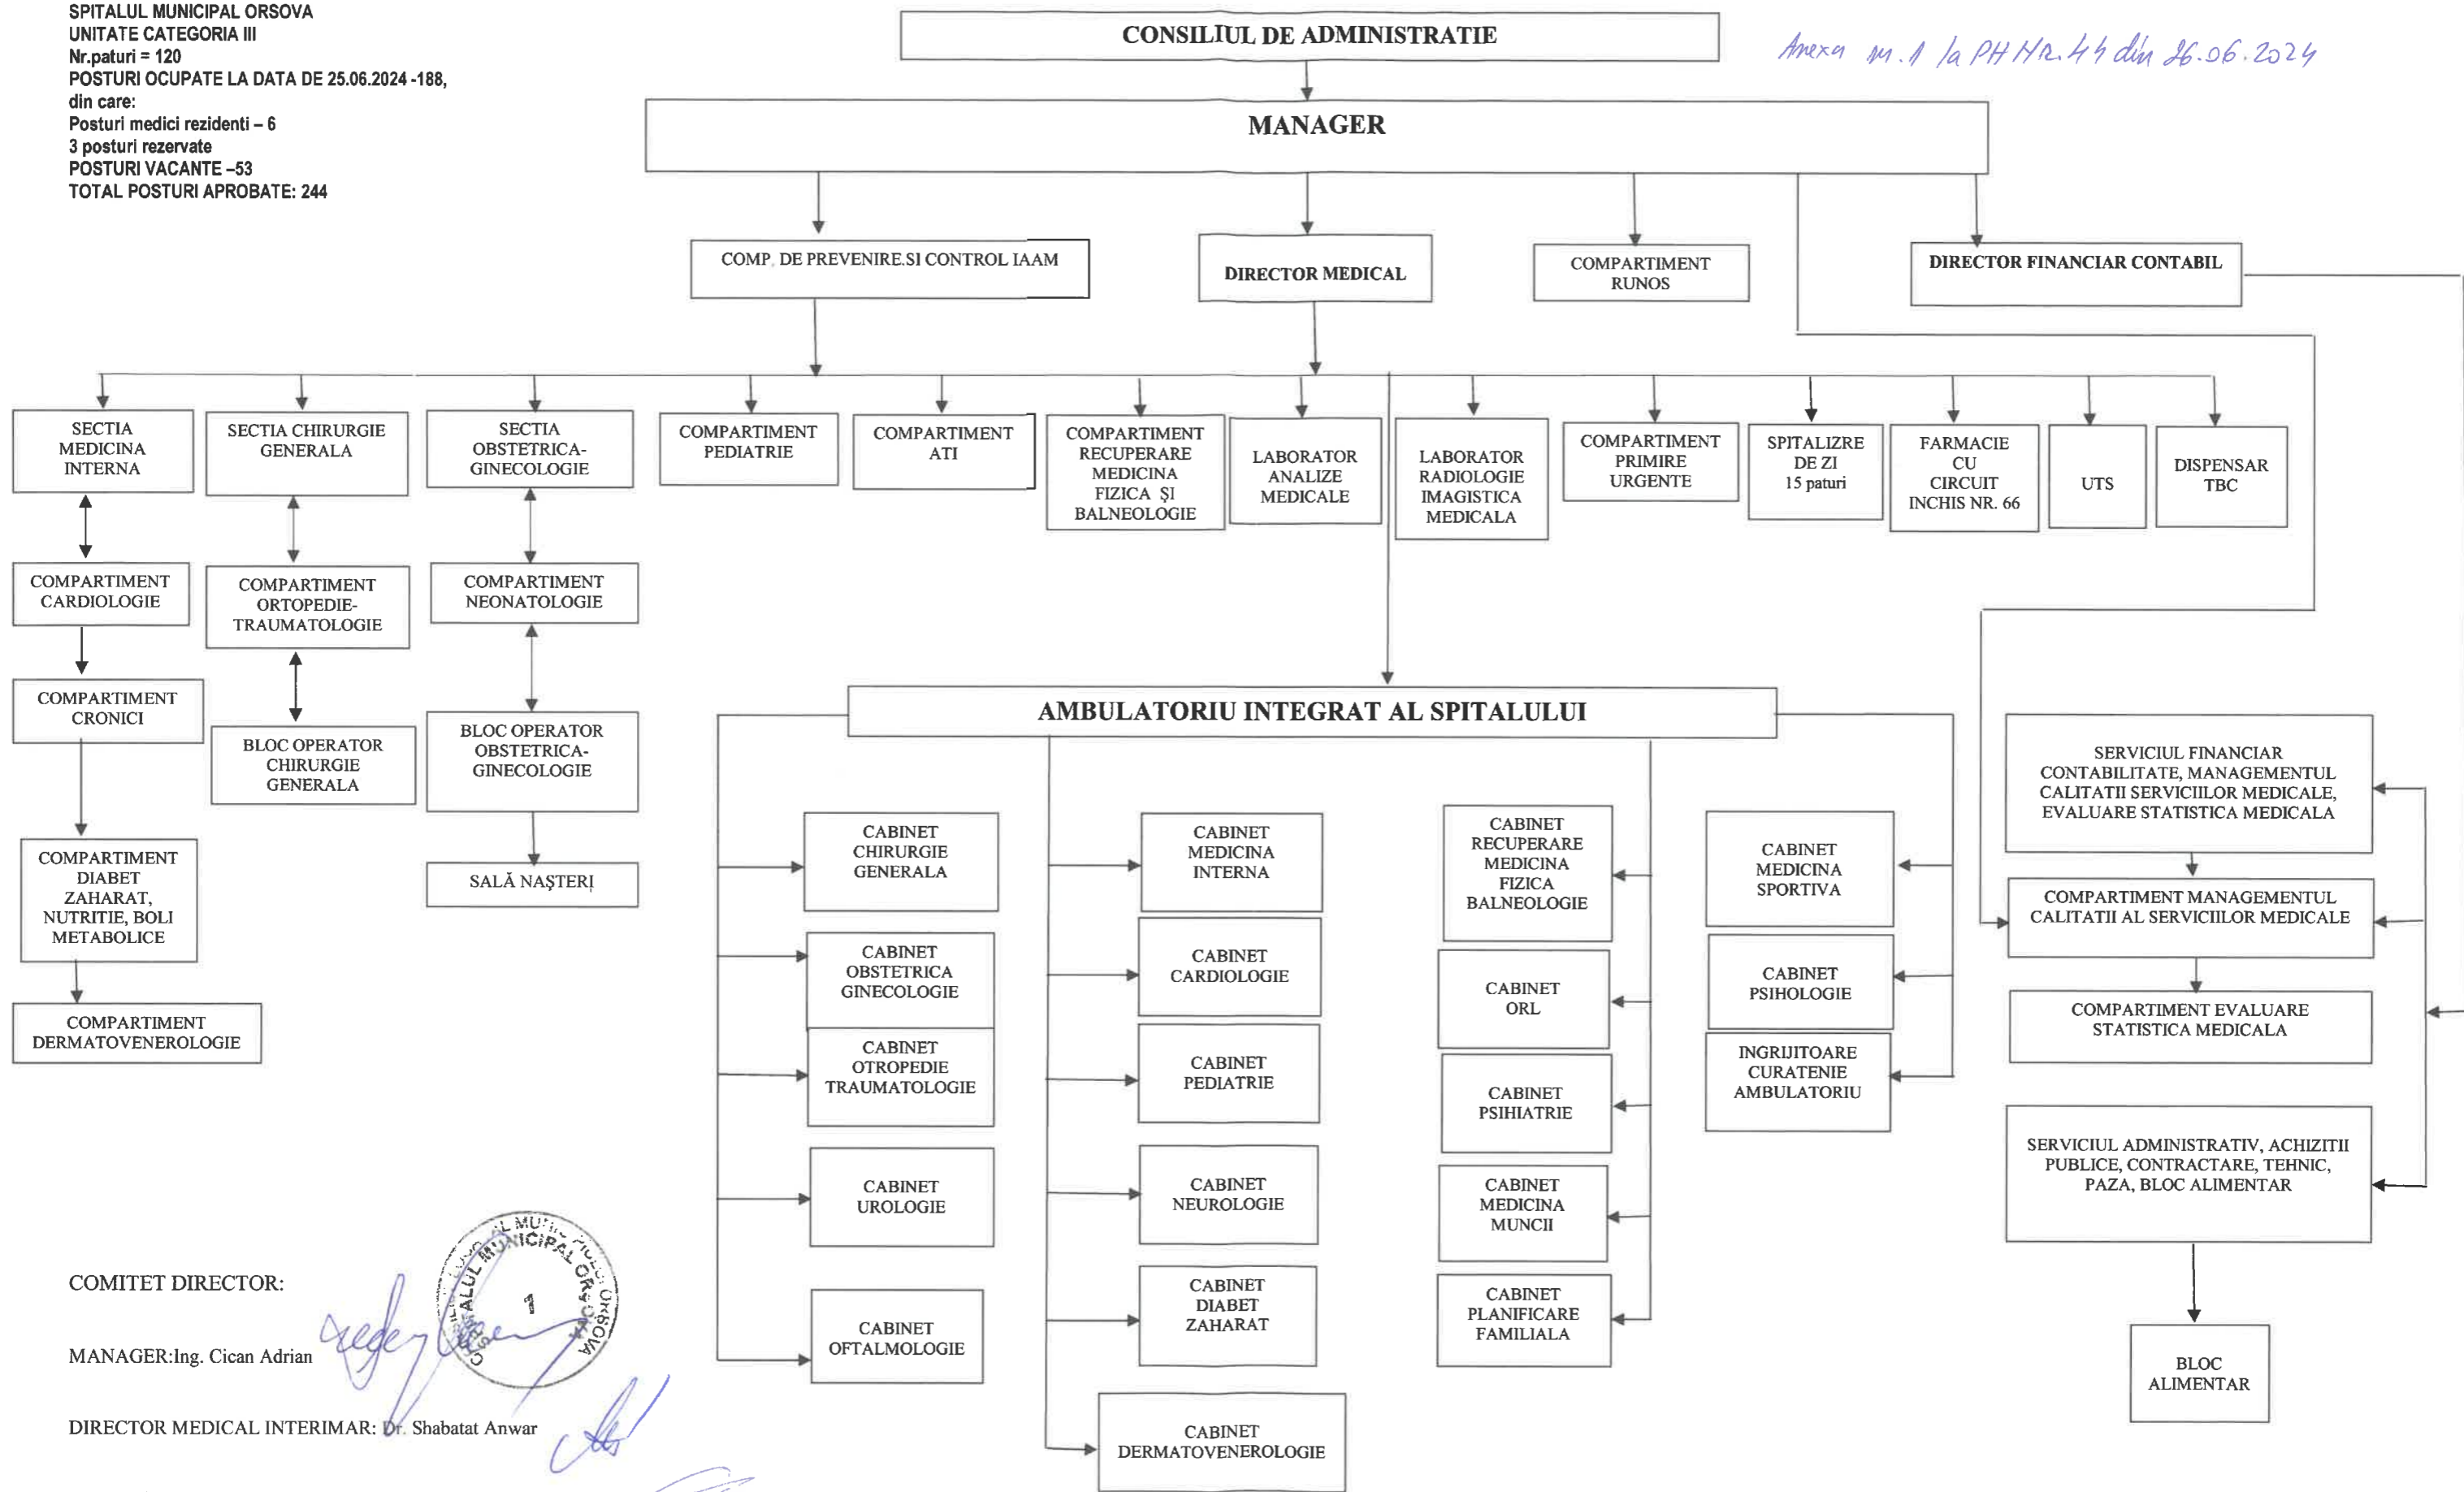 SPITALUL MUNICIPAL ORSOVA
UNITATE CATEGORIA III
Nr.paturi = 120
POSTURI OCUPATE LA DATA DE 25.06.2024 -188,
din care:
Posturi medici rezidenti – 6
3 posturi rezervate
POSTURI VACANTE –53
TOTAL POSTURI APROBATE: 244
CONSILIUL DE ADMINISTRATIE
Anexa nr. 1 la PH Nr. 44 din 26.06.2024
MANAGER
COMP. DE PREVENIRE.SI CONTROL IAAM
DIRECTOR MEDICAL
COMPARTIMENT
RUNOS
DIRECTOR FINANCIAR CONTABIL
SECTIA
MEDICINA
INTERNA
SECTIA CHIRURGIE
GENERALA
SECTIA
OBSTETRICA-
GINECOLOGIE
COMPARTIMENT
PEDIATRIE
COMPARTIMENT
ATI
COMPARTIMENT
RECUPERARE
MEDICINA
FIZICA ȘI
BALNEOLOGIE
LABORATOR
ANALIZE
MEDICALE
LABORATOR
RADIOLOGIE
IMAGISTICA
MEDICALA
COMPARTIMENT
PRIMIRE
URGENTE
SPITALIZRE
DE ZI
15 paturi
FARMACIE
CU
CIRCUIT
INCHIS NR. 66
UTS
DISPENSAR
TBC
COMPARTIMENT
CARDIOLOGIE
COMPARTIMENT
ORTOPEDIE-
TRAUMATOLOGIE
COMPARTIMENT
NEONATOLOGIE
COMPARTIMENT
CRONICI
BLOC OPERATOR
CHIRURGIE
GENERALA
BLOC OPERATOR
OBSTETRICA-
GINECOLOGIE
COMPARTIMENT
DIABET
ZAHARAT,
NUTRITIE, BOLI
METABOLICE
SALĂ NAȘTERI
COMPARTIMENT
DERMATOVENEROLOGIE
AMBULATORIU INTEGRAT AL SPITALULUI
CABINET
CHIRURGIE
GENERALA
CABINET
OBSTETRICA
GINECOLOGIE
CABINET
OTROPEDIE
TRAUMATOLOGIE
CABINET
UROLOGIE
CABINET
OFTALMOLOGIE
CABINET
MEDICINA
INTERNA
CABINET
CARDIOLOGIE
CABINET
PEDIATRIE
CABINET
NEUROLOGIE
CABINET
DIABET
ZAHARAT
CABINET
DERMATOVENEROLOGIE
CABINET
RECUPERARE
MEDICINA
FIZICA
BALNEOLOGIE
CABINET
ORL
CABINET
PSIHIATRIE
CABINET
MEDICINA
MUNCII
CABINET
PLANIFICARE
FAMILIALA
CABINET
MEDICINA
SPORTIVA
CABINET
PSIHOLOGIE
INGRIJITOARE
CURATENIE
AMBULATORIU
SERVICIUL FINANCIAR
CONTABILITATE, MANAGEMENTUL
CALITATII SERVICIILOR MEDICALE,
EVALUARE STATISTICA MEDICALA
COMPARTIMENT MANAGEMENTUL
CALITATII AL SERVICIILOR MEDICALE
COMPARTIMENT EVALUARE
STATISTICA MEDICALA
SERVICIUL ADMINISTRATIV, ACHIZITII
PUBLICE, CONTRACTARE, TEHNIC,
PAZA, BLOC ALIMENTAR
BLOC
ALIMENTAR
COMITET DIRECTOR:
MANAGER:Ing. Cican Adrian
DIRECTOR MEDICAL INTERIMAR: Dr. Shabatat Anwar
SPITALUL MUNICIPAL ORSOVA
1